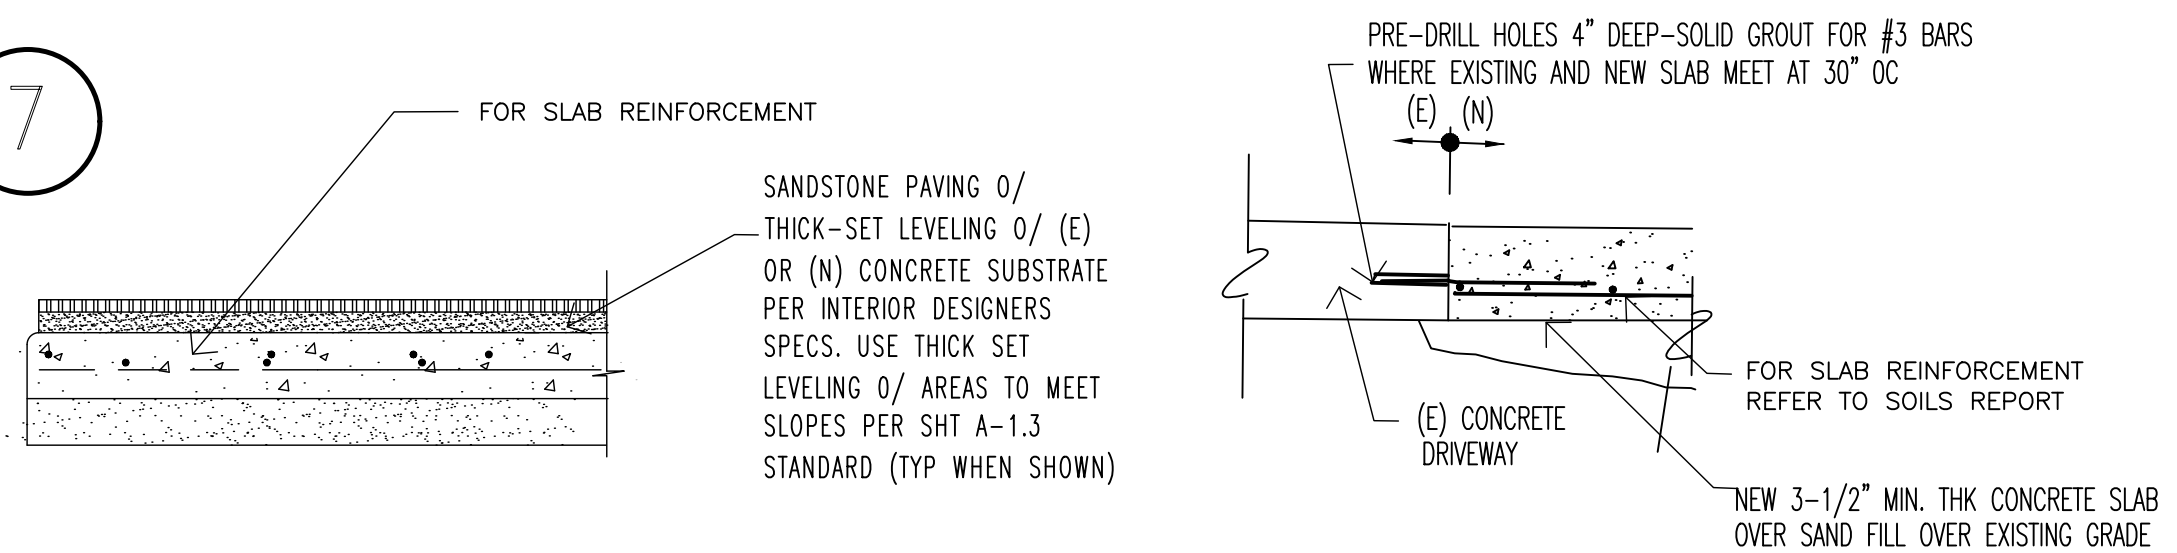 7
FOR SLAB REINFORCEMENT
SANDSTONE PAVING O/
THICK-SET LEVELING O/ (E)
OR (N) CONCRETE SUBSTRATE
PER INTERIOR DESIGNERS
SPECS. USE THICK SET
LEVELING O/ AREAS TO MEET
SLOPES PER SHT A-1.3
STANDARD (TYP WHEN SHOWN)
PRE-DRILL HOLES 4" DEEP-SOLID GROUT FOR #3 BARS
WHERE EXISTING AND NEW SLAB MEET AT 30" OC
(E) (N)
(E) CONCRETE
DRIVEWAY
FOR SLAB REINFORCEMENT
REFER TO SOILS REPORT
NEW 3-1/2" MIN. THK CONCRETE SLAB
OVER SAND FILL OVER EXISTING GRADE